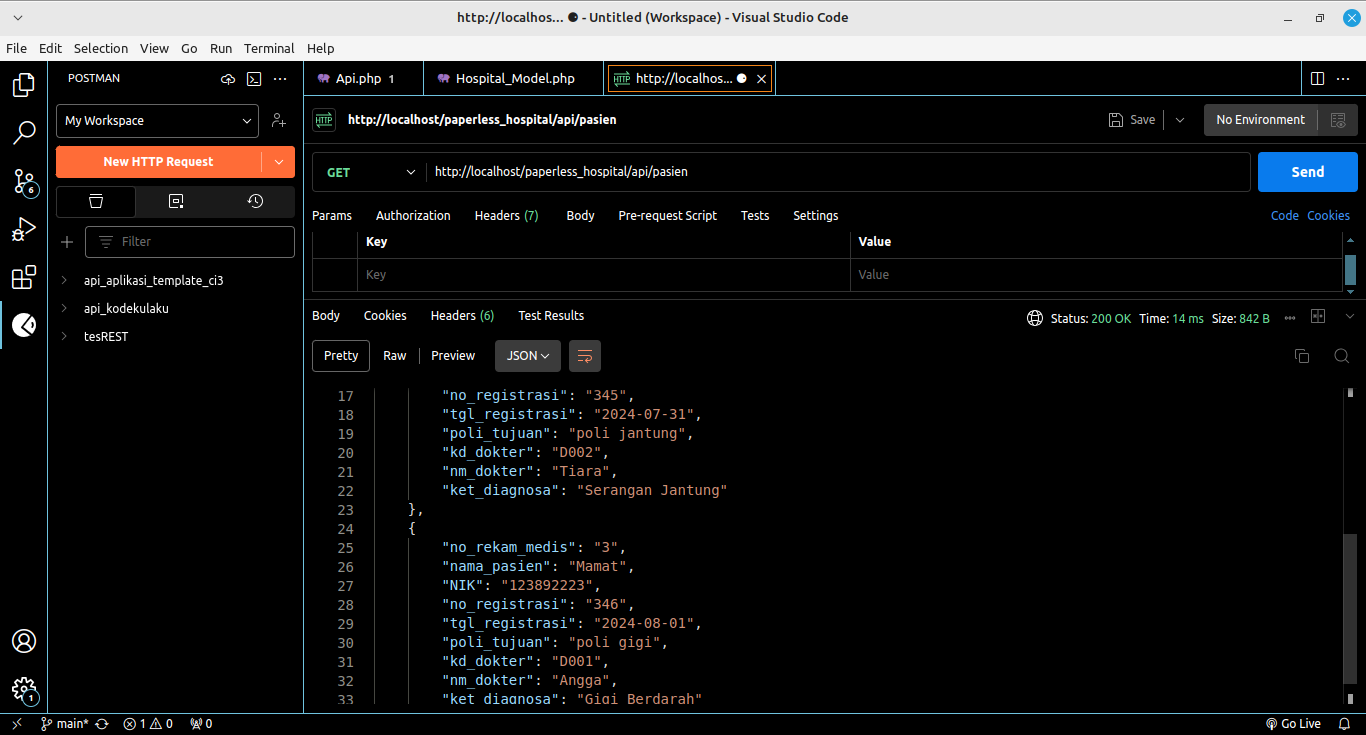 http://localhos... ● - Untitled (Workspace) - Visual Studio Code
File Edit Selection View Go Run Terminal Help
POSTMAN
Api.php 1
Hospital_Model.php
HTTP http://localhos... ●
My Workspace
HTTP http://localhost/paperless_hospital/api/pasien
Save
No Environment
New HTTP Request
GET http://localhost/paperless_hospital/api/pasien
Send
6
Params Authorization Headers (7) Body Pre-request Script Tests Settings
Code Cookies
Filter
Key Value
Key Value
api_aplikasi_template_ci3
api_kodekulaku
tesREST
Body Cookies Headers (6) Test Results
Status: 200 OK Time: 14 ms Size: 842 B
Pretty Raw Preview JSON
17 "no_registrasi": "345",
18 "tgl_registrasi": "2024-07-31",
19 "poli_tujuan": "poli jantung",
20 "kd_dokter": "D002",
21 "nm_dokter": "Tiara",
22 "ket_diagnosa": "Serangan Jantung"
23 },
24 {
25 "no_rekam_medis": "3",
26 "nama_pasien": "Mamat",
27 "NIK": "123892223",
28 "no_registrasi": "346",
29 "tgl_registrasi": "2024-08-01",
30 "poli_tujuan": "poli gigi",
31 "kd_dokter": "D001",
32 "nm_dokter": "Angga",
33 "ket_diagnosa": "Gigi Berdarah"
1
main* 1 0 0
Go Live